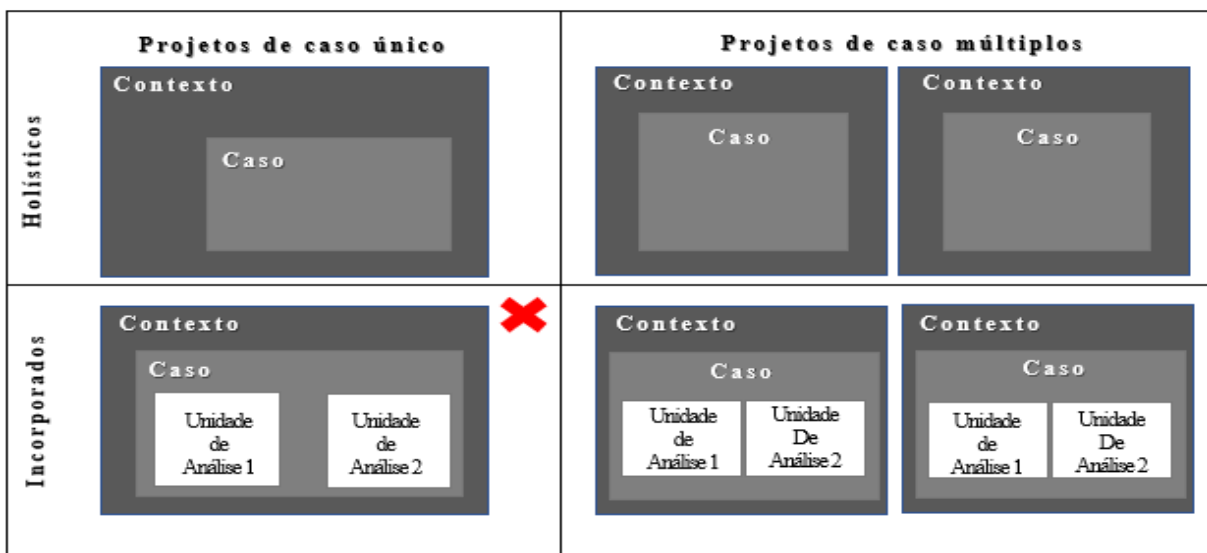 Projetos de caso único
Projetos de caso múltiplos
Holísticos
Contexto
Caso
Contexto
Caso
Contexto
Caso
Incorporados
Contexto
Caso
Unidade
de
Análise 1
Unidade
de
Análise 2
Contexto
Caso
Unidade
de
Análise 1
Unidade
De
Análise 2
Contexto
Caso
Unidade
de
Análise 1
Unidade
De
Análise 2